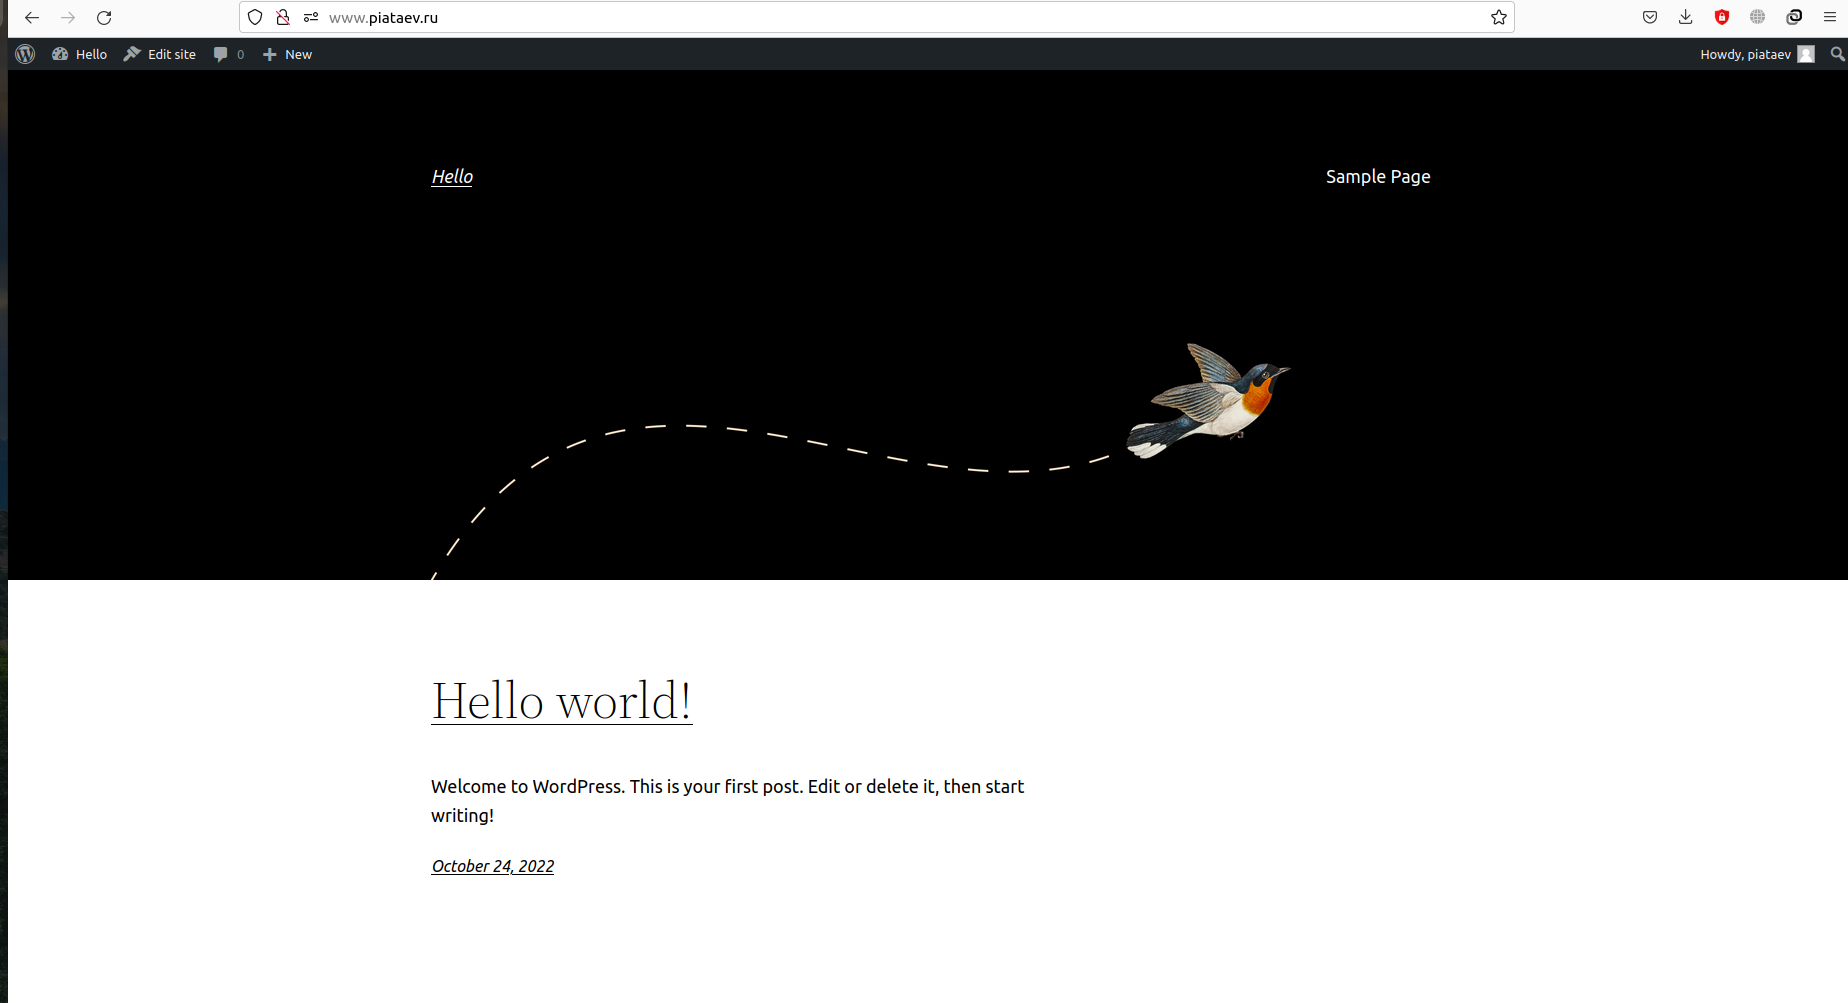 www.piataev.ru
Hello Edit site 0 New Howdy, piataev
Hello Sample Page
Hello world!
Welcome to WordPress. This is your first post. Edit or delete it, then start
writing!
October 24, 2022